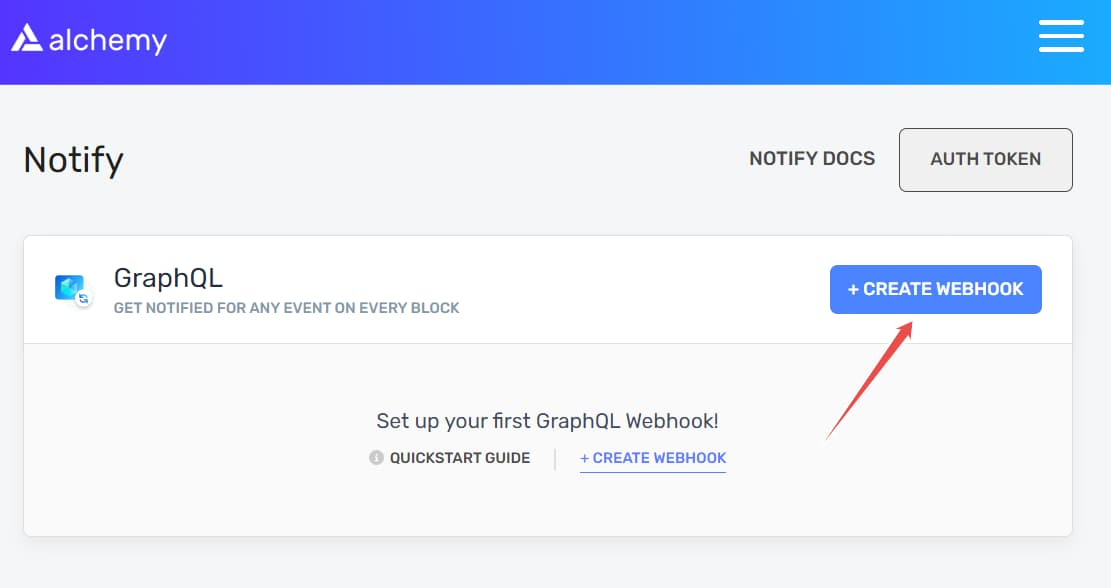 alchemy
Notify
NOTIFY DOCS
AUTH TOKEN
GraphQL
GET NOTIFIED FOR ANY EVENT ON EVERY BLOCK
+ CREATE WEBHOOK
Set up your first GraphQL Webhook!
QUICKSTART GUIDE
+ CREATE WEBHOOK